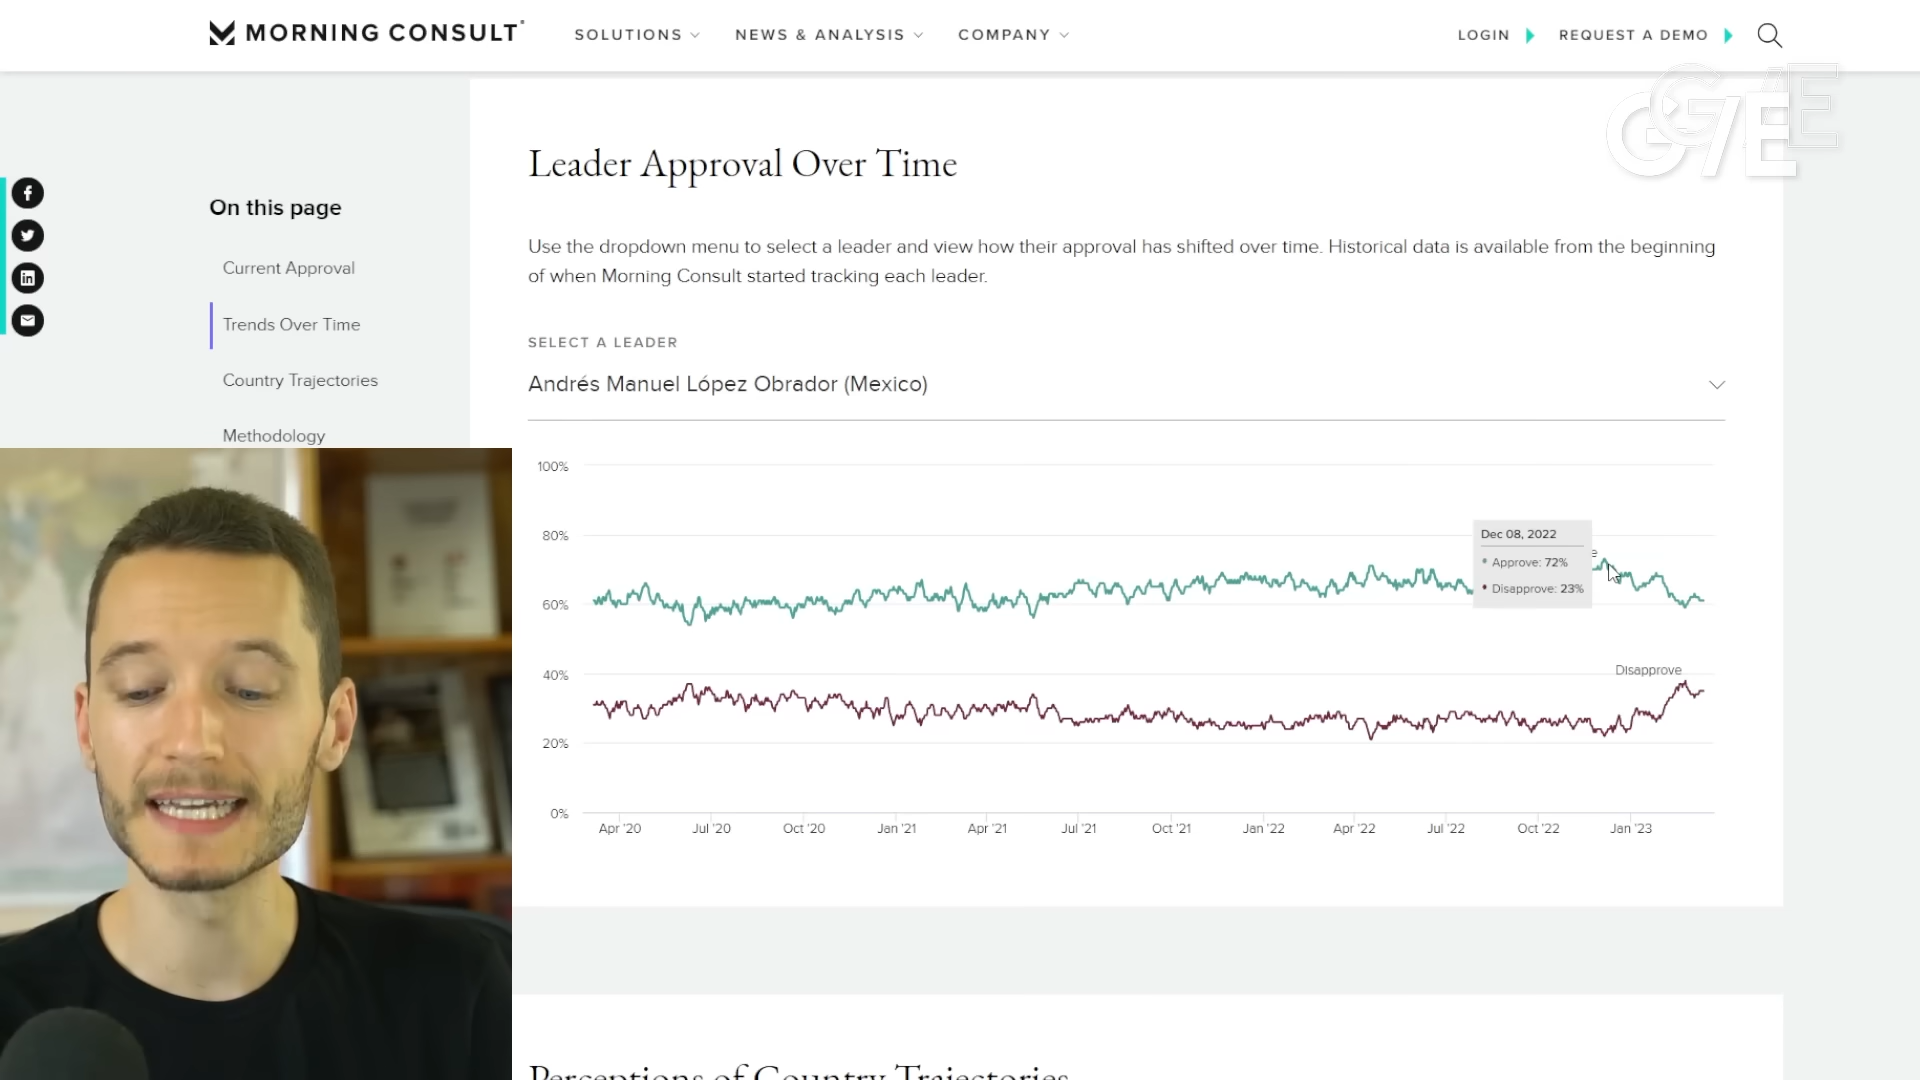 MORNING CONSULT
SOLUTIONS
NEWS & ANALYSIS
COMPANY
LOGIN
REQUEST A DEMO
On this page
Current Approval
Trends Over Time
Country Trajectories
Methodology
Leader Approval Over Time
Use the dropdown menu to select a leader and view how their approval has shifted over time. Historical data is available from the beginning
of when Morning Consult started tracking each leader.
SELECT A LEADER
Andrés Manuel López Obrador (Mexico)
100%
80%
60%
40%
20%
0%
Dec 08, 2022
Approve: 72%
Disapprove: 23%
e
Disapprove
Apr '20
Jul '20
Oct '20
Jan '21
Apr '21
Jul '21
Oct '21
Jan '22
Apr '22
Jul '22
Oct '22
Jan '23
Perceptions of Country Trajectories